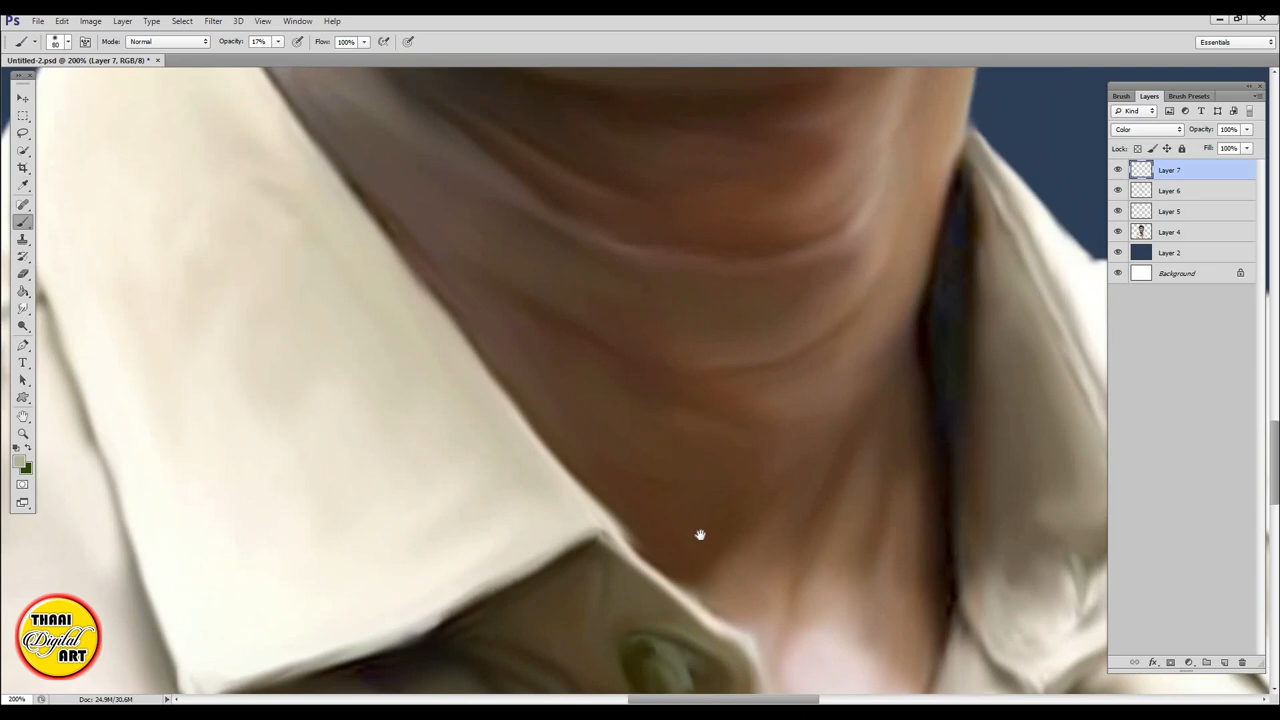 Ps File Edit Image Layer Type Select Filter 3D View Window Help
80 Mode: Normal Opacity: 17% Flow: 100% Essentials
Untitled-2.psd @ 200% (Layer 7, RGB/8) * ×
Brush Layers Brush Presets
Kind
Color Opacity: 100%
Lock: Fill: 100%
Layer 7
Layer 6
Layer 5
Layer 4
Layer 2
Background
THAAI
Digital
ART
200% Doc: 24.9M/30.6M